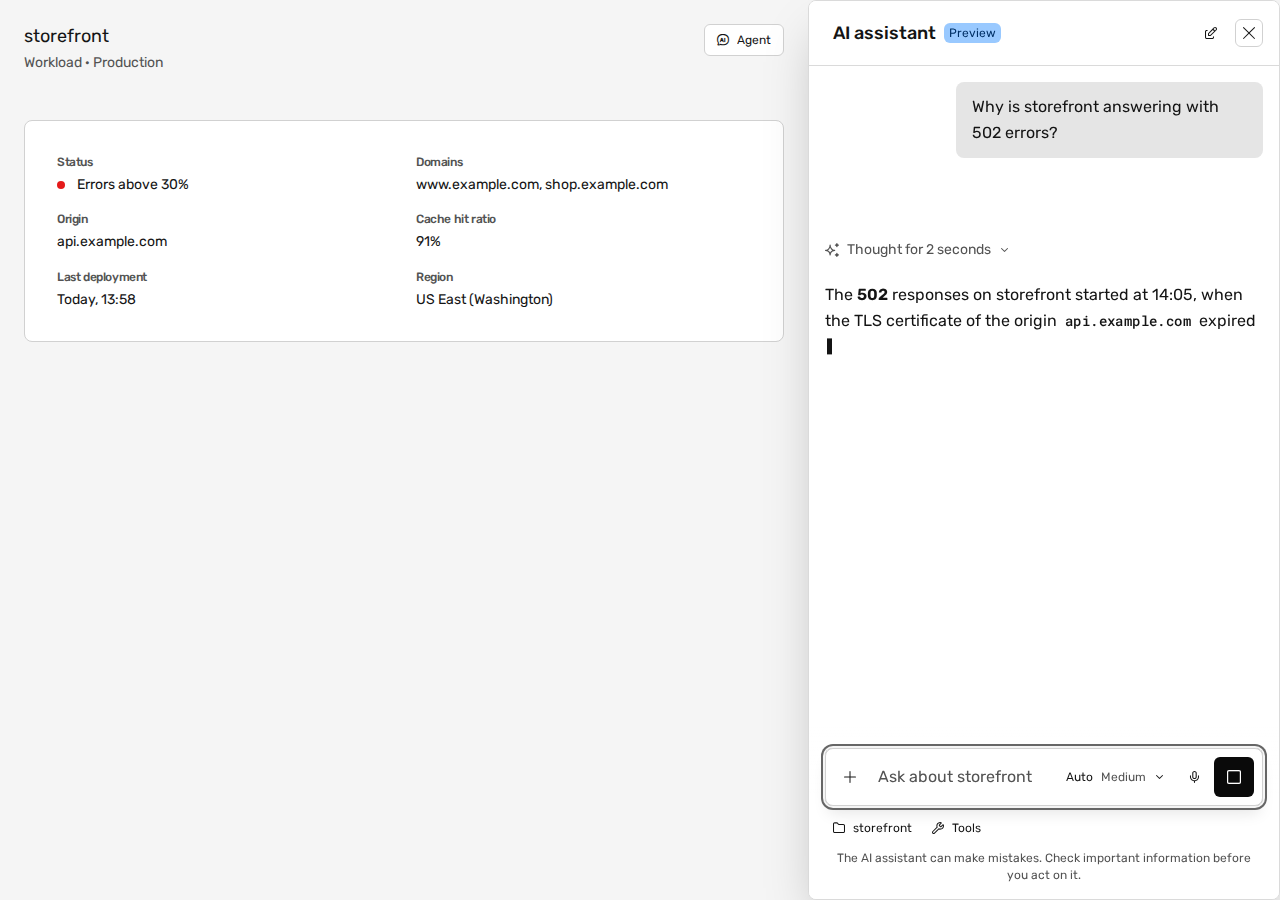 storefront
Workload • Production
Agent
Status
Errors above 30%
Domains
www.example.com, shop.example.com
Origin
api.example.com
Cache hit ratio
91%
Last deployment
Today, 13:58
Region
US East (Washington)
AI assistant
Preview
Why is storefront answering with
502 errors?
Thought for 2 seconds
The 502 responses on storefront started at 14:05, when
the TLS certificate of the origin api.example.com expired
Ask about storefront
Auto Medium
storefront
Tools
The AI assistant can make mistakes. Check important information before
you act on it.